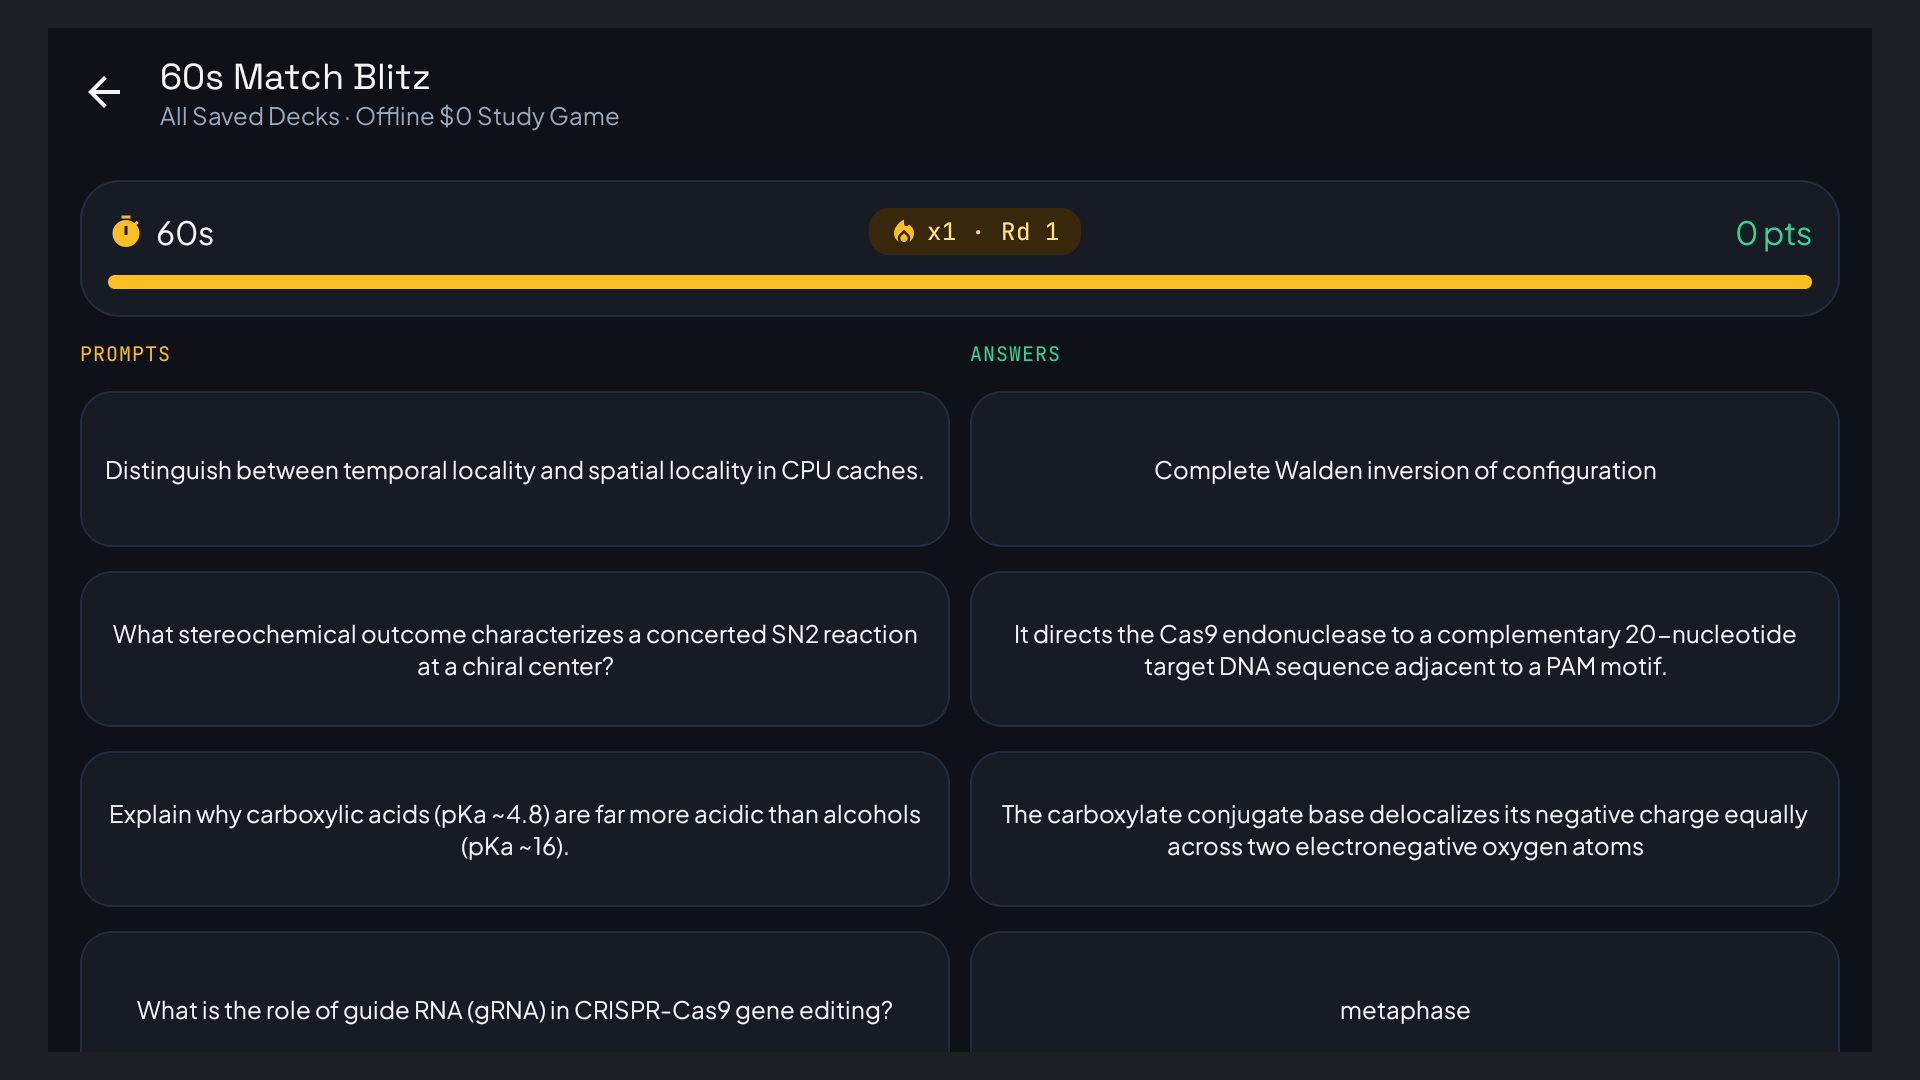 60s Match Blitz
All Saved Decks · Offline $0 Study Game
60s
x1 · Rd 1
0 pts
PROMPTS
ANSWERS
Distinguish between temporal locality and spatial locality in CPU caches.
Complete Walden inversion of configuration
What stereochemical outcome characterizes a concerted SN2 reaction
at a chiral center?
It directs the Cas9 endonuclease to a complementary 20-nucleotide
target DNA sequence adjacent to a PAM motif.
Explain why carboxylic acids (pKa ~4.8) are far more acidic than alcohols
(pKa ~16).
The carboxylate conjugate base delocalizes its negative charge equally
across two electronegative oxygen atoms
What is the role of guide RNA (gRNA) in CRISPR-Cas9 gene editing?
metaphase